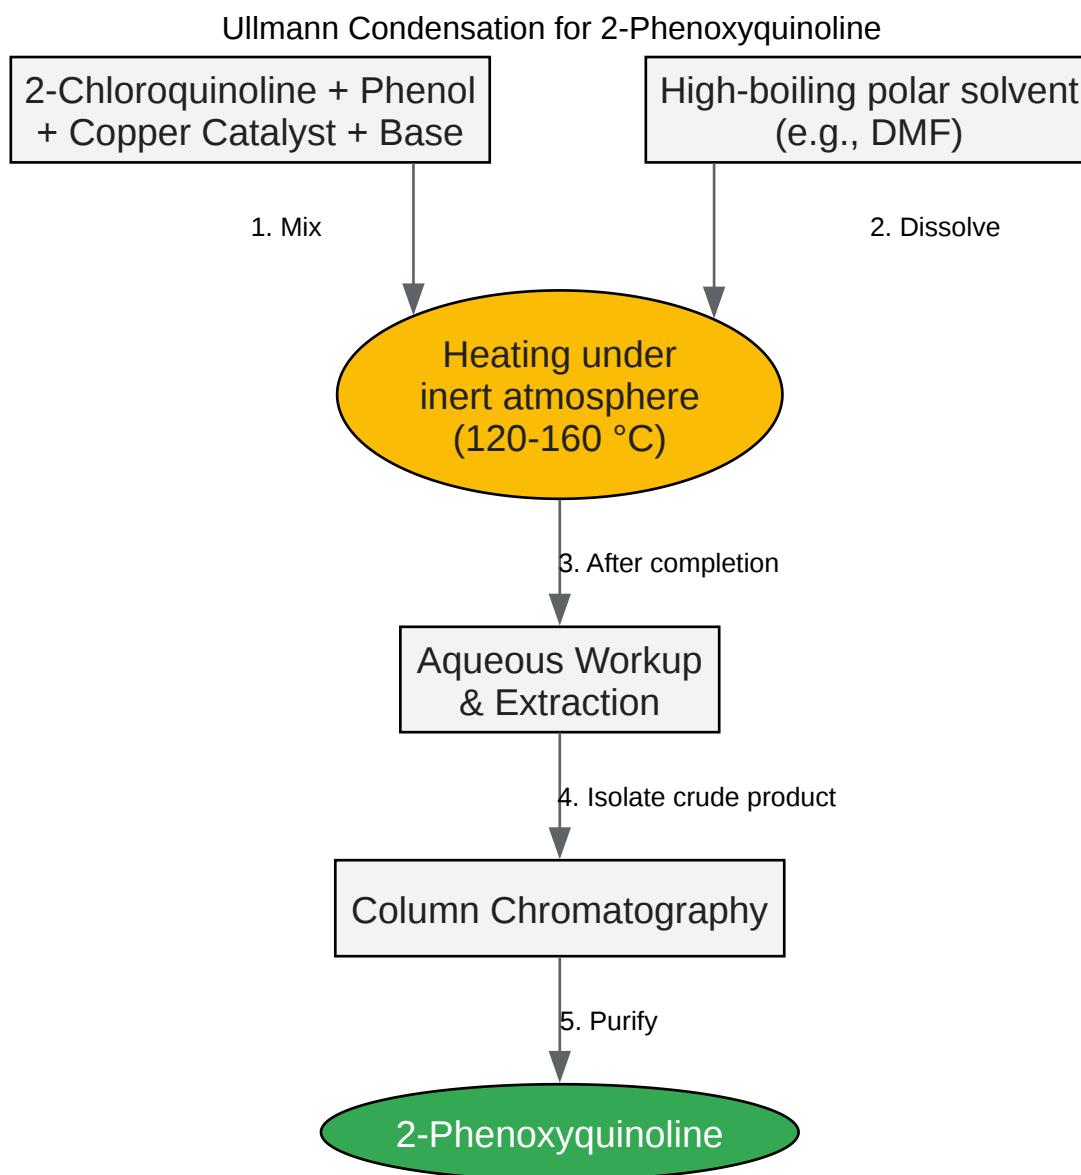 Ullmann Condensation for 2-Phenoxyquinoline
2-Chloroquinoline + Phenol
+ Copper Catalyst + Base
High-boiling polar solvent
(e.g., DMF)
1. Mix
2. Dissolve
Heating under
inert atmosphere
(120-160 °C)
3. After completion
Aqueous Workup
& Extraction
4. Isolate crude product
Column Chromatography
5. Purify
2-Phenoxyquinoline